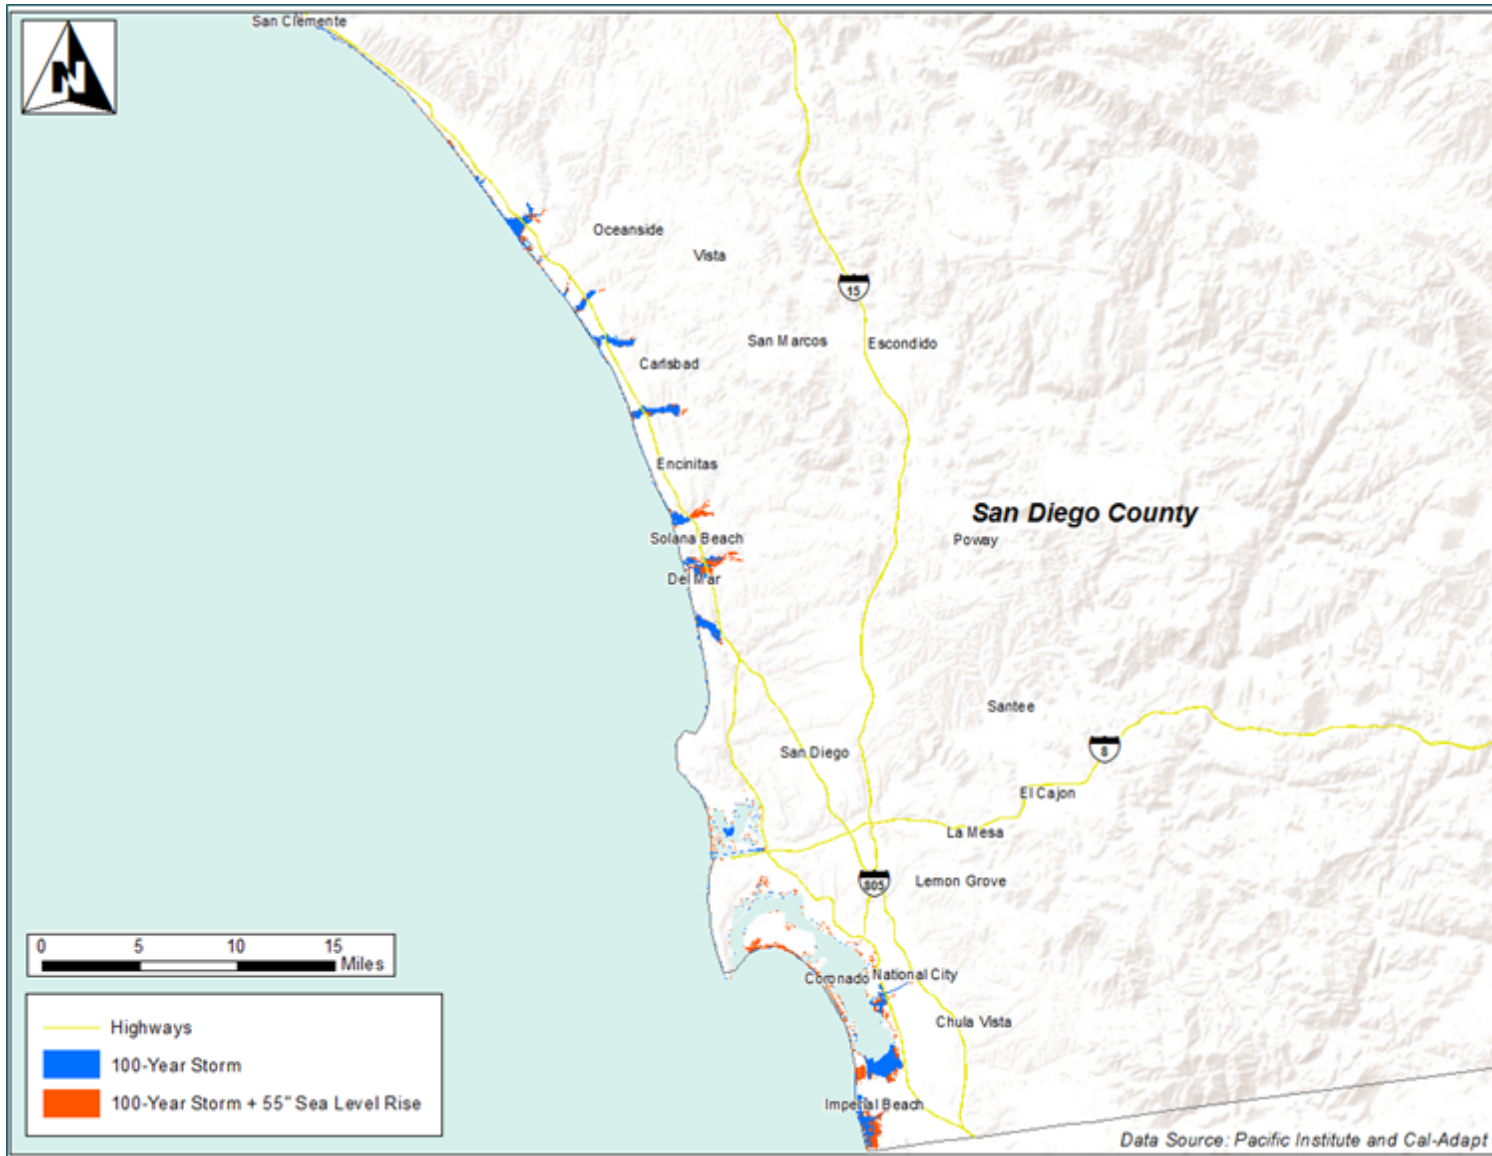 San Clemente
N
Oceanside
Vista
15
San Marcos
Escondido
Carlsbad
Encinitas
San Diego County
Solana Beach
Poway
Del Mar
Santee
San Diego
8
El Cajon
La Mesa
805
Lemon Grove
0 5 10 15
Miles
Coronado
National City
Chula Vista
Highways
100-Year Storm
100-Year Storm + 55" Sea Level Rise
Imperial Beach
Data Source: Pacific Institute and Cal-Adapt